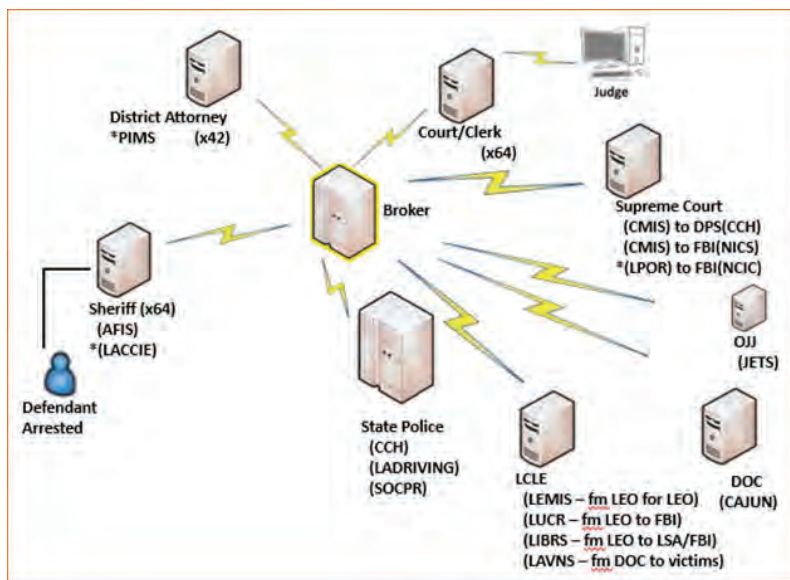 Judge
District Attorney
*PIMS (x42)
Court/Clerk
(x64)
Broker
Supreme Court
(CMIS) to DPS(CCH)
(CMIS) to FBI(NICS)
*(LPOR) to FBI(NCIC)
Sheriff (x64)
(AFIS)
*(LACCIE)
OJJ
(JETS)
Defendant
Arrested
State Police
(CCH)
(LADRIVING)
(SOCPR)
LCLE
(LEMIS – fm LEO for LEO)
(LUCR – fm LEO to FBI)
(LIBRS – fm LEO to LSA/FBI)
(LAVNS – fm DOC to victims)
DOC
(CAJUN)